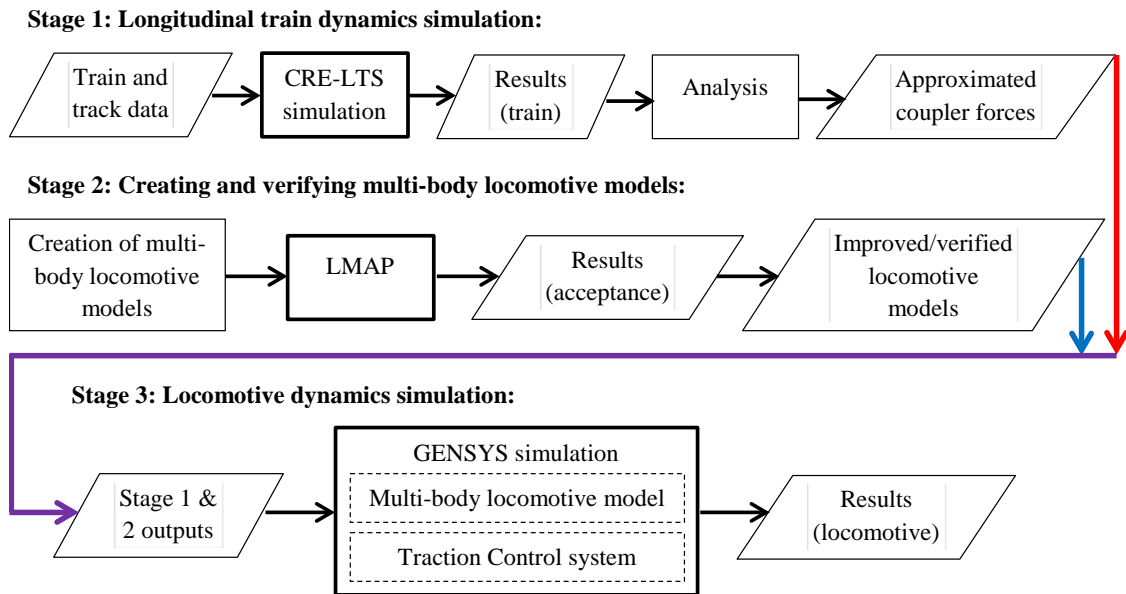 Stage 1: Longitudinal train dynamics simulation:
Train and
track data
CRE-LTS
simulation
Results
(train)
Analysis
Approximated
coupler forces
Stage 2: Creating and verifying multi-body locomotive models:
Creation of multi-
body locomotive
models
LMAP
Results
(acceptance)
Improved/verified
locomotive
models
Stage 3: Locomotive dynamics simulation:
Stage 1 &
2 outputs
GENSYS simulation
Multi-body locomotive model
Traction Control system
Results
(locomotive)